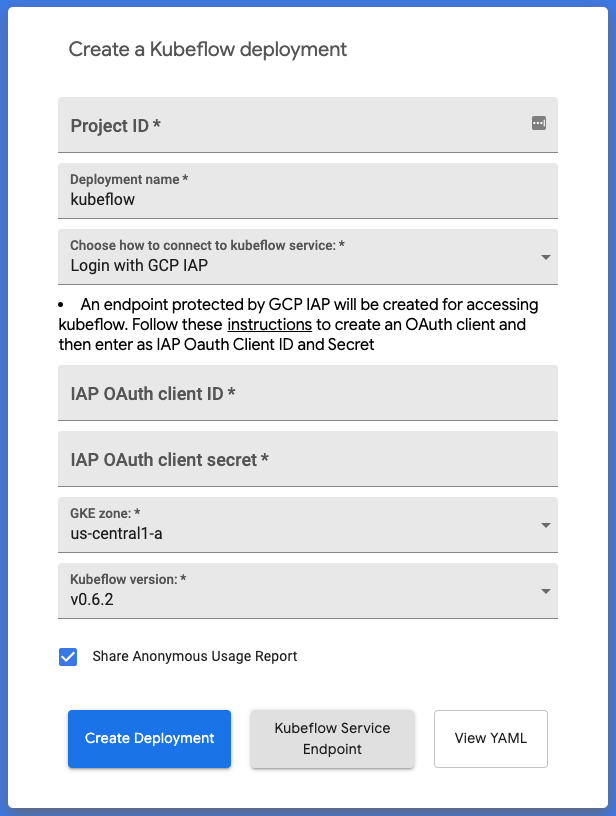 Create a Kubeflow deployment
Project ID *
Deployment name *
kubeflow
Choose how to connect to kubeflow service: *
Login with GCP IAP
• An endpoint protected by GCP IAP will be created for accessing
kubeflow. Follow these instructions to create an OAuth client and
then enter as IAP Oauth Client ID and Secret
IAP OAuth client ID *
IAP OAuth client secret *
GKE zone: *
us-central1-a
Kubeflow version: *
v0.6.2
Share Anonymous Usage Report
Create Deployment
Kubeflow Service
Endpoint
View YAML